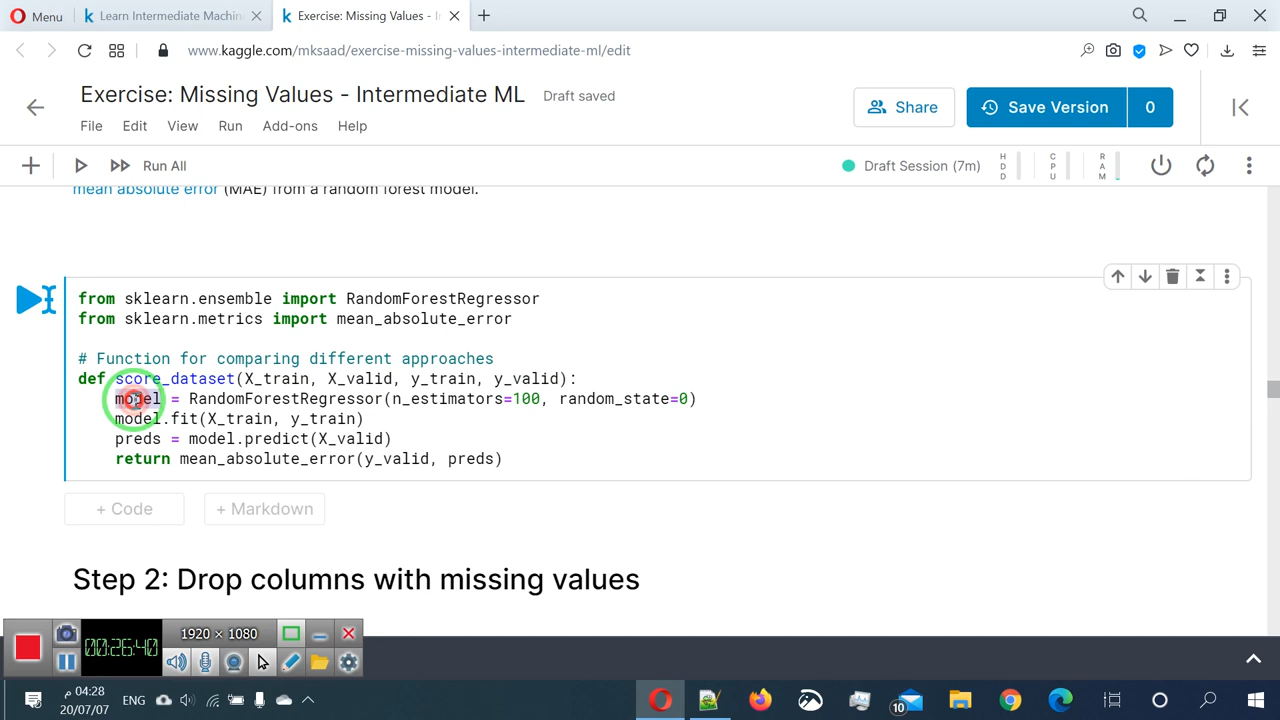 Menu
Learn Intermediate Machin
Exercise: Missing Values - I
www.kaggle.com/mksaad/exercise-missing-values-intermediate-ml/edit
Exercise: Missing Values - Intermediate ML
Draft saved
Share
Save Version
0
File
Edit
View
Run
Add-ons
Help
Run All
Draft Session (7m)
HDD
CPU
RAM
mean absolute error (MAE) from a random forest model.
from sklearn.ensemble import RandomForestRegressor
from sklearn.metrics import mean_absolute_error
# Function for comparing different approaches
def score_dataset(X_train, X_valid, y_train, y_valid):
model = RandomForestRegressor(n_estimators=100, random_state=0)
model.fit(X_train, y_train)
preds = model.predict(X_valid)
return mean_absolute_error(y_valid, preds)
+ Code
+ Markdown
Step 2: Drop columns with missing values
1920 × 1080
00:26:40
ENG
04:28 م
20/07/07
10